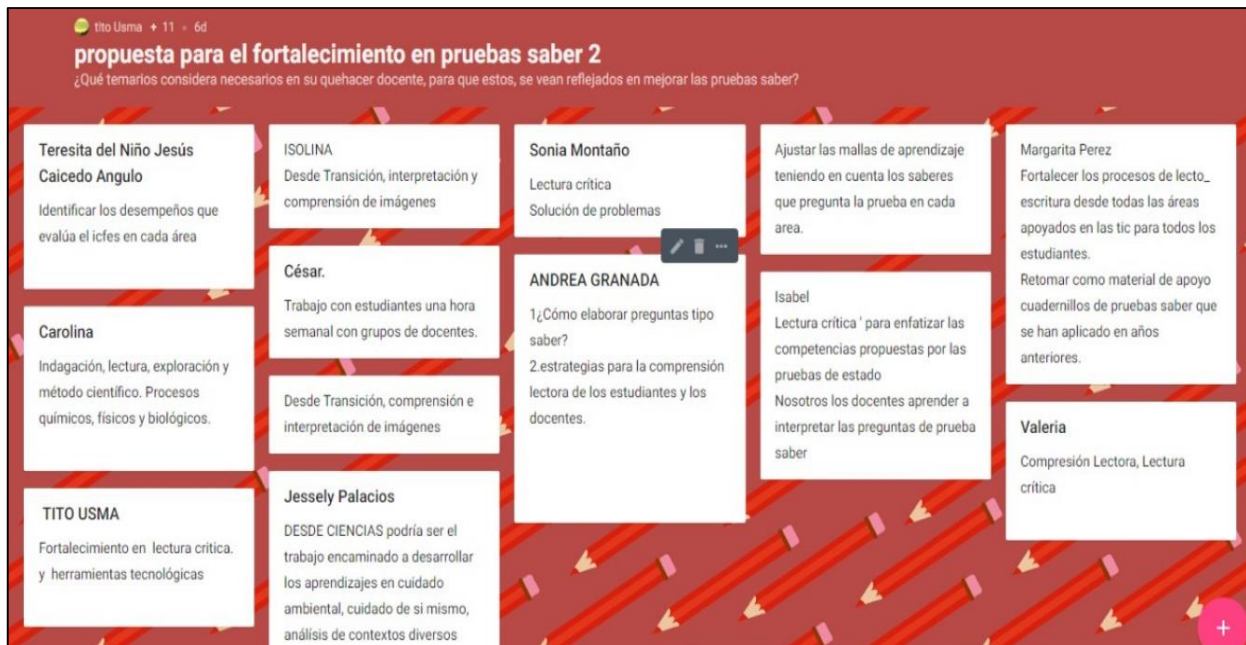 tito Usma + 11 • 6d
propuesta para el fortalecimiento en pruebas saber 2
¿Qué temarios considera necesarios en su quehacer docente, para que estos, se vean reflejados en mejorar las pruebas saber?
Teresita del Niño Jesús
Caicedo Angulo
Identificar los desempeños que
evalúa el icfes en cada área
Carolina
Indagación, lectura, exploración y
método científico. Procesos
químicos, físicos y biológicos.
TITO USMA
Fortalecimiento en lectura critica.
y herramientas tecnológicas
ISOLINA
Desde Transición, interpretación y
comprensión de imágenes
César.
Trabajo con estudiantes una hora
semanal con grupos de docentes.
Desde Transición, comprensión e
interpretación de imágenes
Jessely Palacios
DESDE CIENCIAS podría ser el
trabajo encaminado a desarrollar
los aprendizajes en cuidado
ambiental, cuidado de si mismo,
análisis de contextos diversos
Sonia Montaño
Lectura crítica
Solución de problemas
ANDREA GRANADA
1¿Cómo elaborar preguntas tipo
saber?
2.estrategias para la comprensión
lectora de los estudiantes y los
docentes.
Ajustar las mallas de aprendizaje
teniendo en cuenta los saberes
que pregunta la prueba en cada
area.
Isabel
Lectura crítica ' para enfatizar las
competencias propuestas por las
pruebas de estado
Nosotros los docentes aprender a
interpretar las preguntas de prueba
saber
Margarita Perez
Fortalecer los procesos de lecto_
escritura desde todas las áreas
apoyados en las tic para todos los
estudiantes.
Retomar como material de apoyo
cuadernillos de pruebas saber que
se han aplicado en años
anteriores.
Valeria
Compresión Lectora, Lectura
crítica